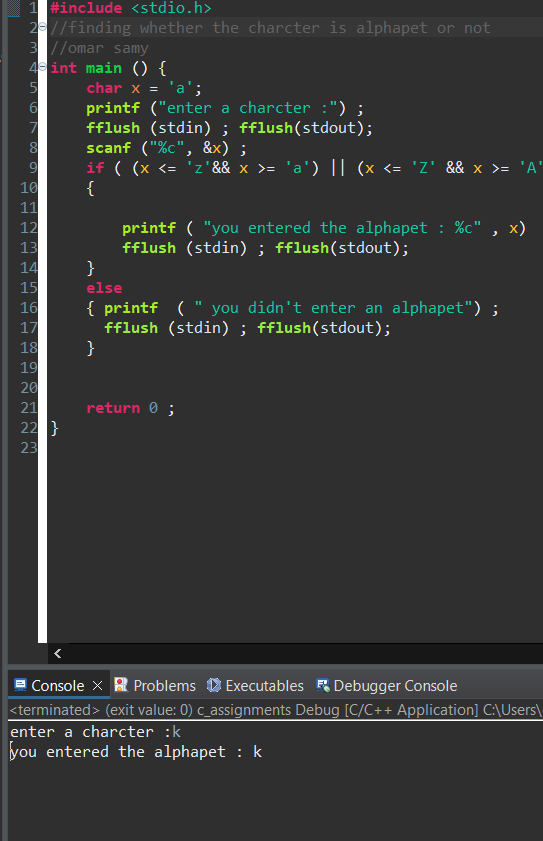 1 #include <stdio.h>
2 //finding whether the charcter is alphapet or not
3 //omar samy
4 int main () {
5 char x = 'a';
6 printf ("enter a charcter :") ;
7 fflush (stdin) ; fflush(stdout);
8 scanf ("%c", &x) ;
9 if ( (x <= 'z'&& x >= 'a') || (x <= 'Z' && x >= 'A'
10 {
11
12 printf ( "you entered the alphapet : %c" , x)
13 fflush (stdin) ; fflush(stdout);
14 }
15 else
16 { printf ( " you didn't enter an alphapet") ;
17 fflush (stdin) ; fflush(stdout);
18 }
19
20
21 return 0 ;
22 }
23
<
Console × Problems Executables Debugger Console
<terminated> (exit value: 0) c_assignments Debug [C/C++ Application] C:\Users\
enter a charcter :k
you entered the alphapet : k